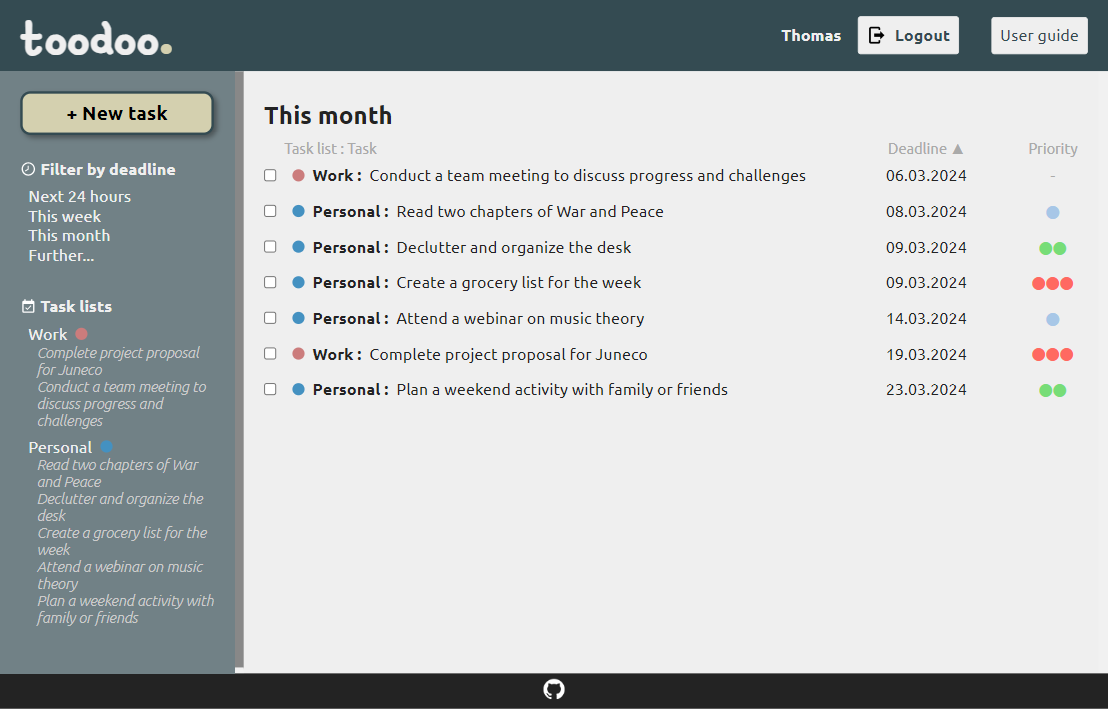 toodoo.
Thomas
Logout
User guide
+ New task
Filter by deadline
Next 24 hours
This week
This month
Further...
Task lists
Work
Complete project proposal
for Juneco
Conduct a team meeting to
discuss progress and
challenges
Personal
Read two chapters of War
and Peace
Declutter and organize the
desk
Create a grocery list for the
week
Attend a webinar on music
theory
Plan a weekend activity with
family or friends
This month
Task list : Task Deadline ▲ Priority
Work : Conduct a team meeting to discuss progress and challenges 06.03.2024 -
Personal : Read two chapters of War and Peace 08.03.2024
Personal : Declutter and organize the desk 09.03.2024
Personal : Create a grocery list for the week 09.03.2024
Personal : Attend a webinar on music theory 14.03.2024
Work : Complete project proposal for Juneco 19.03.2024
Personal : Plan a weekend activity with family or friends 23.03.2024